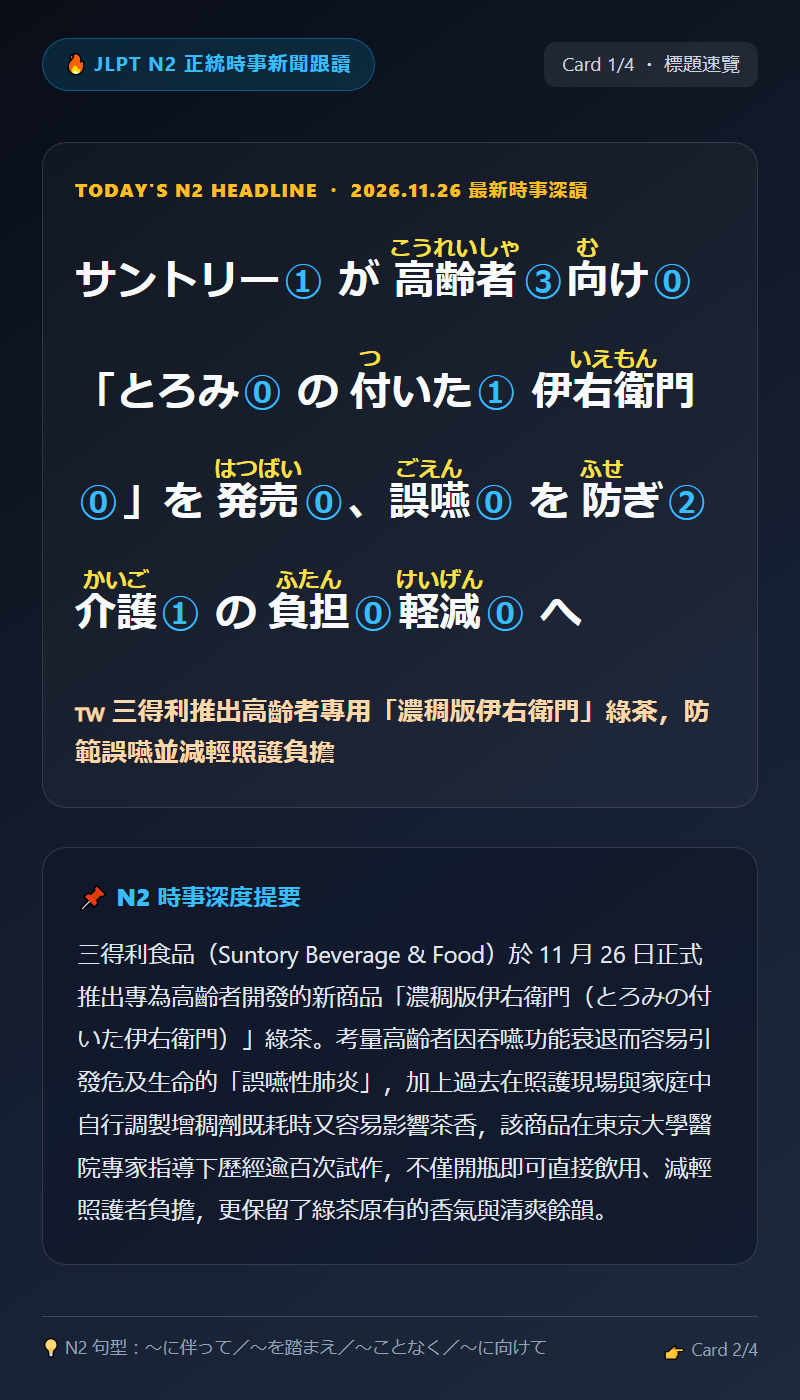 🔥 JLPT N2 正統時事新聞跟讀
Card 1/4 · 標題速覽
TODAY'S N2 HEADLINE · 2026.11.26 最新時事深讀
こうれいしゃ む
サントリー① が 高齢者③向け⓪
つ いえもん
「とろみ⓪ の 付いた① 伊右衛門
はつばい ごえん ふせ
⓪」を 発売⓪、誤嚥⓪ を 防ぎ②
かいご ふたん けいげん
介護① の 負担⓪軽減⓪ へ
TW 三得利推出高齡者專用「濃稠版伊右衛門」綠茶，防
範誤嚥並減輕照護負擔
📌 N2 時事深度提要
三得利食品（Suntory Beverage & Food）於 11 月 26 日正式
推出專為高齡者開發的新商品「濃稠版伊右衛門（とろみの付
いた伊右衛門）」綠茶。考量高齡者因吞嚥功能衰退而容易引
發危及生命的「誤嚥性肺炎」，加上過去在照護現場與家庭中
自行調製增稠劑既耗時又容易影響茶香，該商品在東京大學醫
院專家指導下歷經逾百次試作，不僅開瓶即可直接飲用、減輕
照護者負擔，更保留了綠茶原有的香氣與清爽餘韻。
💡 N2 句型：～に伴って／～を踏まえ／～ことなく／～に向けて
👉 Card 2/4